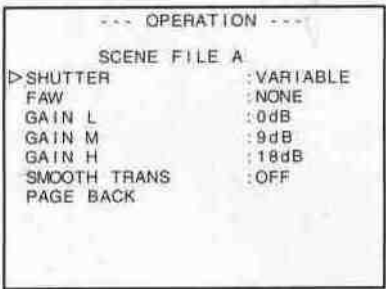 --- OPERATION ---
SCENE FILE A
▷SHUTTER :VARIABLE
FAW :NONE
GAIN L :0dB
GAIN M :9dB
GAIN H :18dB
SMOOTH TRANS :OFF
PAGE BACK